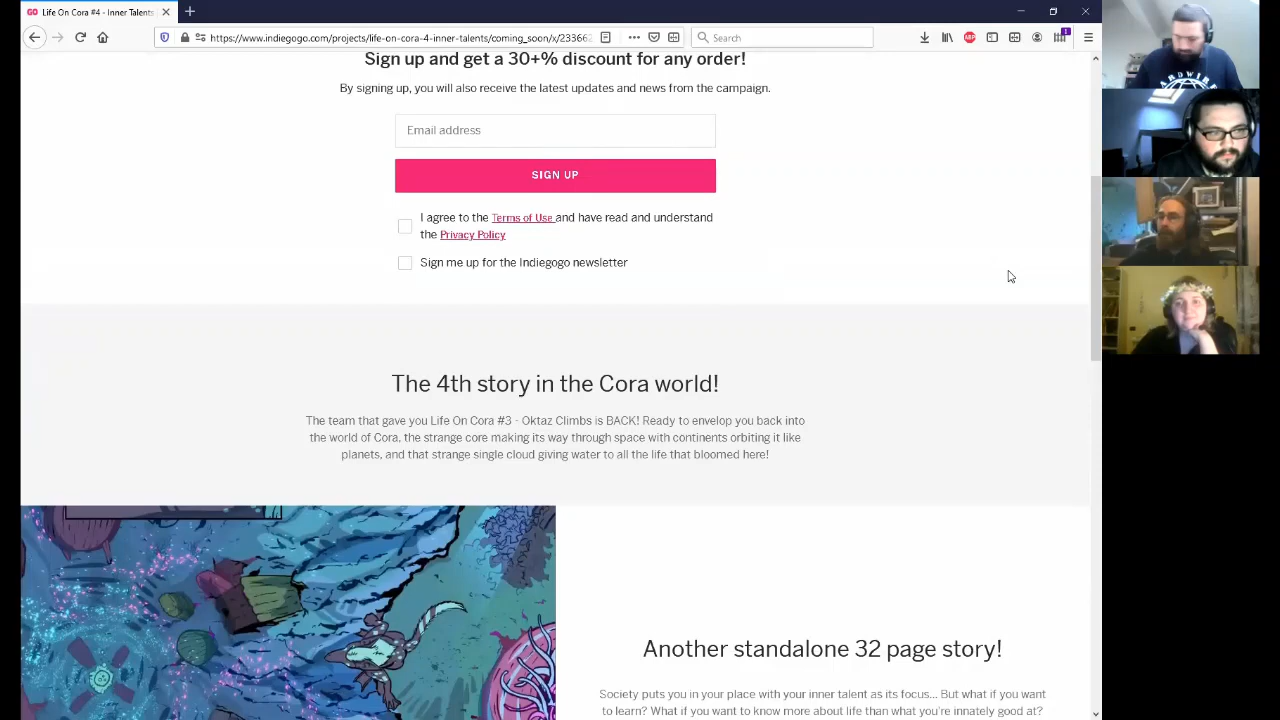 GO Life On Cora #4 - Inner Talents
https://www.indiegogo.com/projects/life-on-cora-4-inner-talents/coming_soon/x/23366
Search
ABP
Sign up and get a 30+% discount for any order!
By signing up, you will also receive the latest updates and news from the campaign.
Email address
SIGN UP
I agree to the Terms of Use and have read and understand
the Privacy Policy
Sign me up for the Indiegogo newsletter
The 4th story in the Cora world!
The team that gave you Life On Cora #3 - Oktaz Climbs is BACK! Ready to envelop you back into
the world of Cora, the strange core making its way through space with continents orbiting it like
planets, and that strange single cloud giving water to all the life that bloomed here!
Another standalone 32 page story!
Society puts you in your place with your inner talent as its focus... But what if you want
to learn? What if you want to know more about life than what you're innately good at?